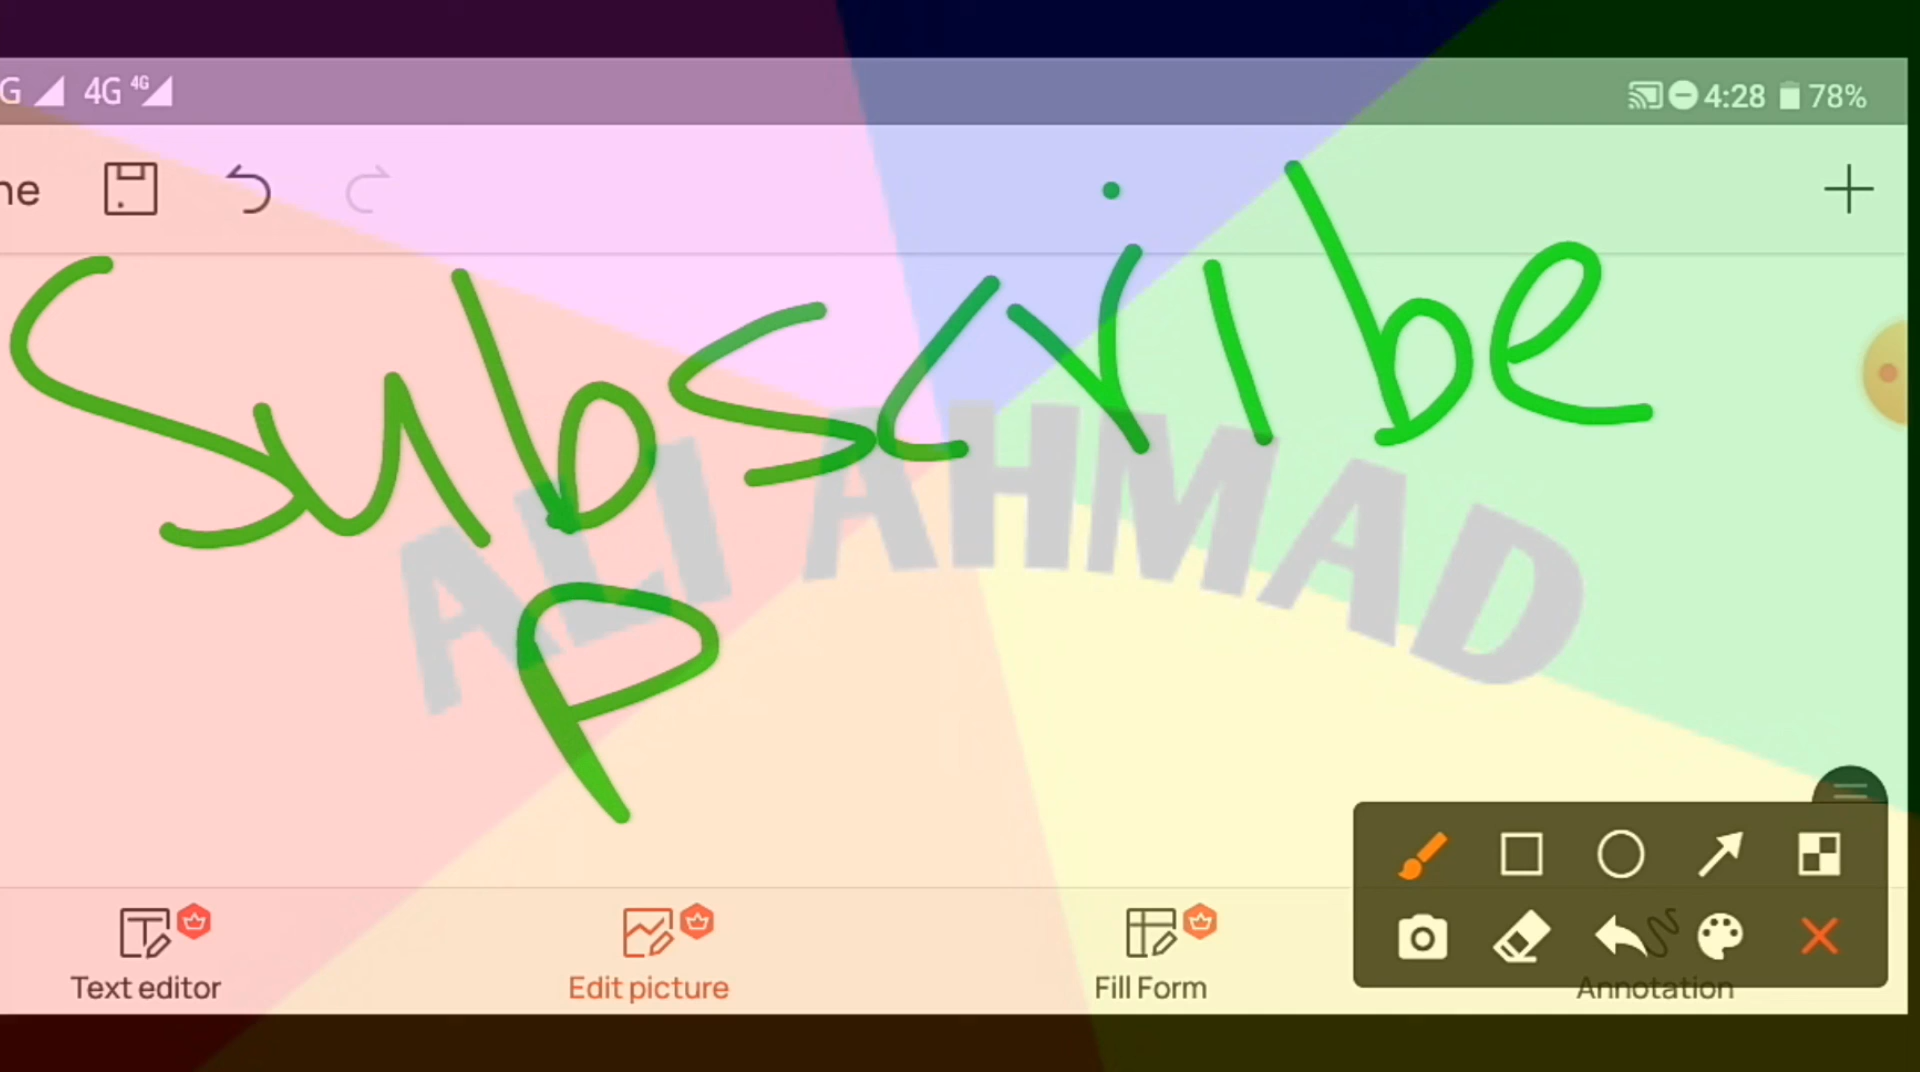 G 4G 4G 4:28 78%
ne
Subscribe
ALI AHMAD
P
Text editor Edit picture Fill Form Annotation